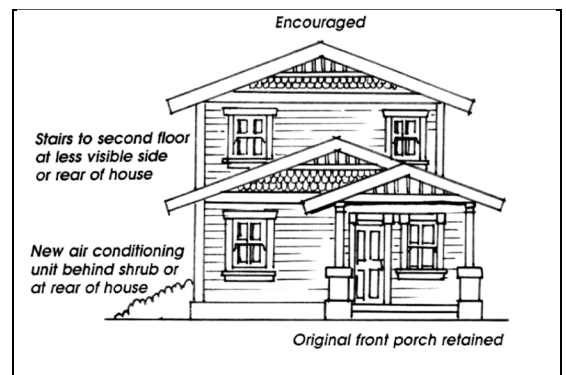 Encouraged
Stairs to second floor
at less visible side
or rear of house
New air conditioning
unit behind shrub or
at rear of house
Original front porch retained